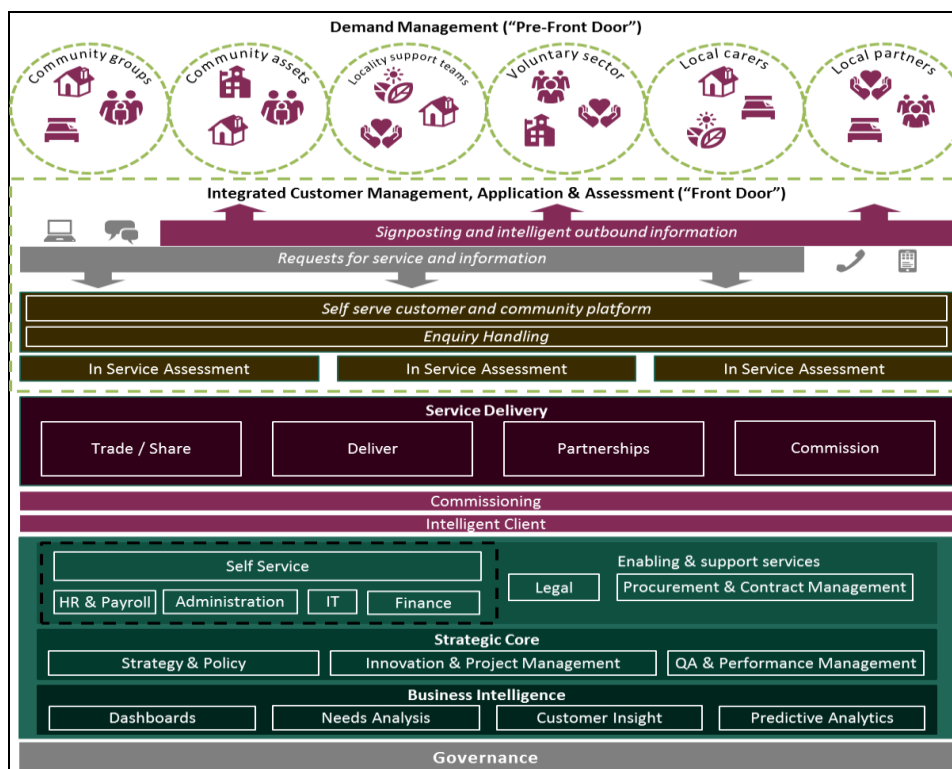 Demand Management (“Pre-Front Door”)
Community groups
Community assets
Locality support teams
Voluntary sector
Local carers
Local partners
Integrated Customer Management, Application & Assessment (“Front Door”)
Signposting and intelligent outbound information
Requests for service and information
Self serve customer and community platform
Enquiry Handling
In Service Assessment
In Service Assessment
In Service Assessment
Service Delivery
Trade / Share
Deliver
Partnerships
Commission
Commissioning
Intelligent Client
Self Service
HR & Payroll
Administration
IT
Finance
Enabling & support services
Legal
Procurement & Contract Management
Strategic Core
Strategy & Policy
Innovation & Project Management
QA & Performance Management
Business Intelligence
Dashboards
Needs Analysis
Customer Insight
Predictive Analytics
Governance